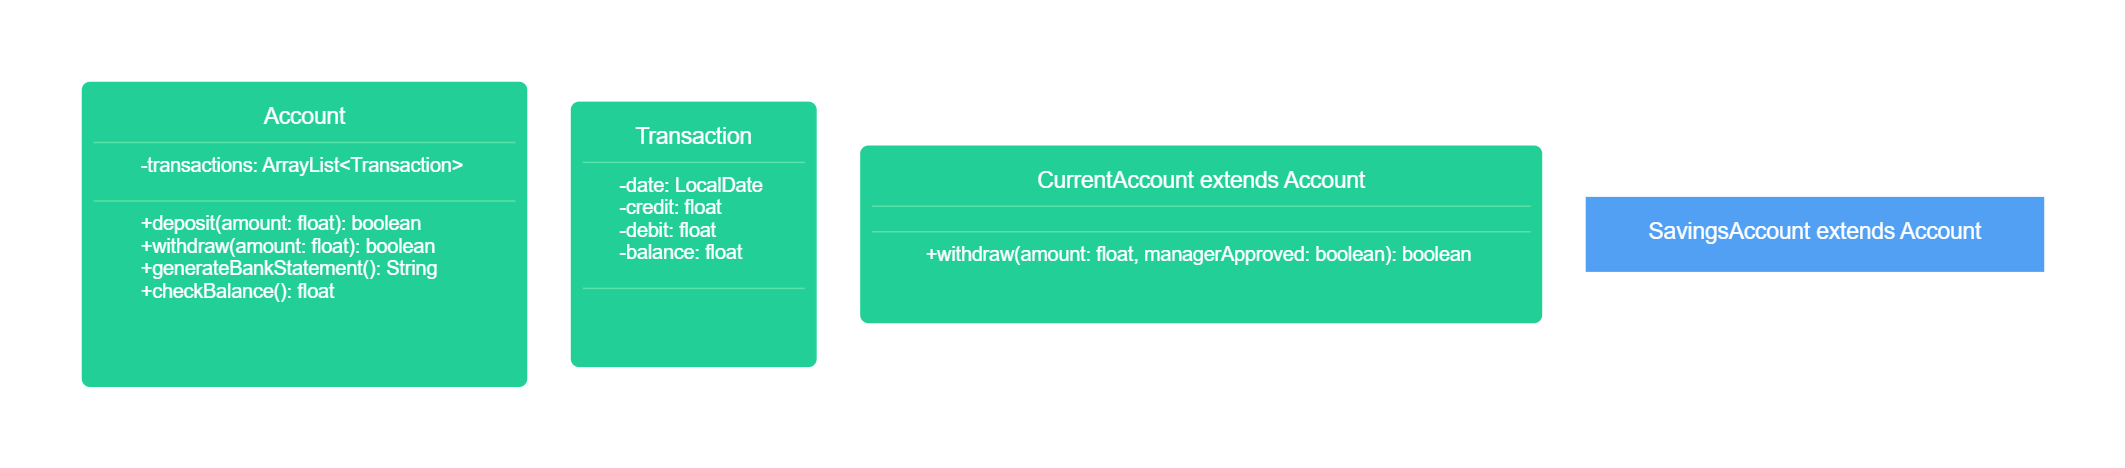 Account
-transactions: ArrayList<Transaction>
+deposit(amount: float): boolean
+withdraw(amount: float): boolean
+generateBankStatement(): String
+checkBalance(): float
Transaction
-date: LocalDate
-credit: float
-debit: float
-balance: float
CurrentAccount extends Account
+withdraw(amount: float, managerApproved: boolean): boolean
SavingsAccount extends Account